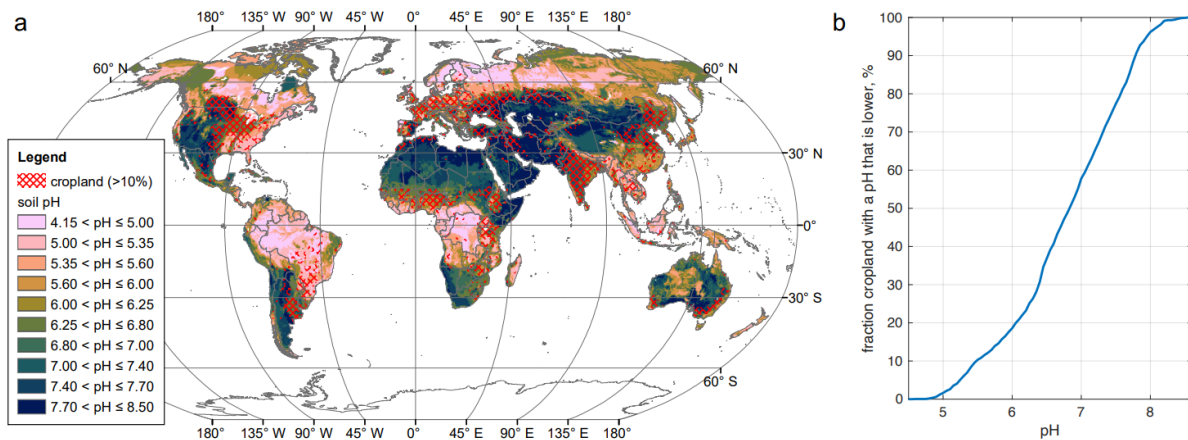 a
180° 135° W 90° W 45° W 0° 45° E 90° E 135° E 180°
60° N
60° N
30° N
0°
30° S
60° S
180° 135° W 90° W 45° W 0° 45° E 90° E 135° E 180°
Legend
cropland (>10%)
soil pH
4.15 < pH ≤ 5.00
5.00 < pH ≤ 5.35
5.35 < pH ≤ 5.60
5.60 < pH ≤ 6.00
6.00 < pH ≤ 6.25
6.25 < pH ≤ 6.80
6.80 < pH ≤ 7.00
7.00 < pH ≤ 7.40
7.40 < pH ≤ 7.70
7.70 < pH ≤ 8.50
b
fraction cropland with a pH that is lower, %
100
90
80
70
60
50
40
30
20
10
0
5 6 7 8
pH